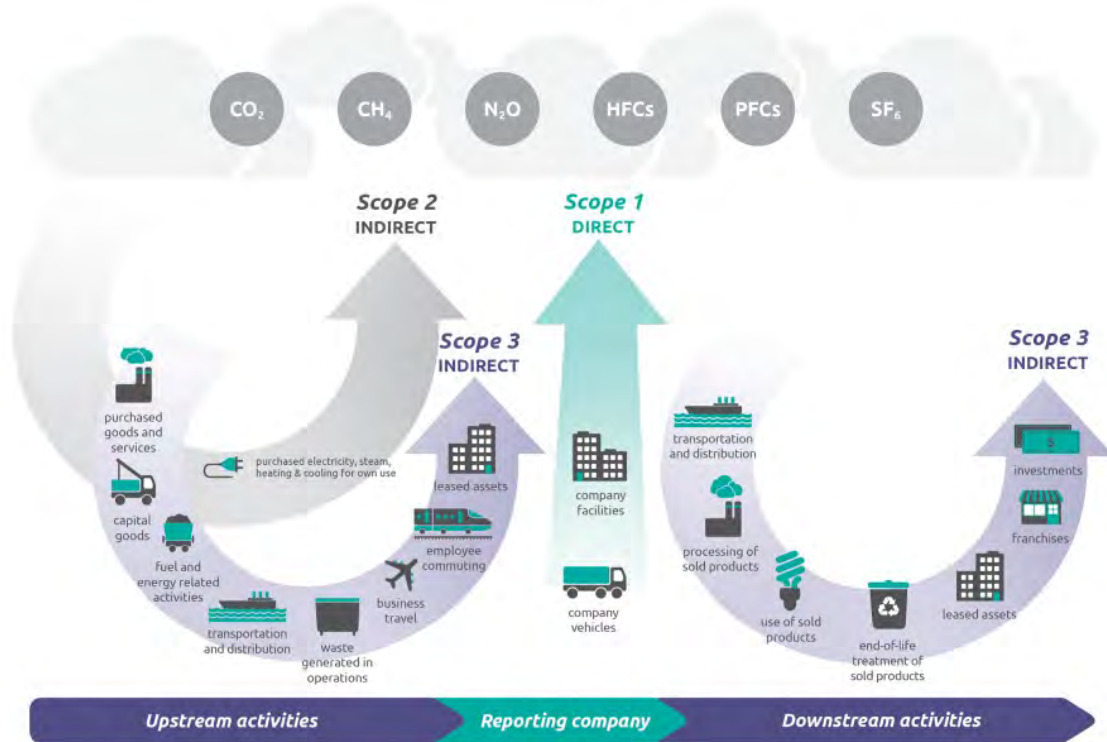 CO₂
CH₄
N₂O
HFCs
PFCs
SF₆
Scope 2
INDIRECT
Scope 1
DIRECT
Scope 3
INDIRECT
Scope 3
INDIRECT
purchased
goods and
services
capital
goods
fuel and
energy related
activities
transportation
and distribution
waste
generated in
operations
business
travel
employee
commuting
leased assets
purchased electricity, steam,
heating & cooling for own use
company
facilities
company
vehicles
transportation
and distribution
processing of
sold products
use of sold
products
end-of-life
treatment of
sold products
leased assets
franchises
$
investments
Upstream activities
Reporting company
Downstream activities